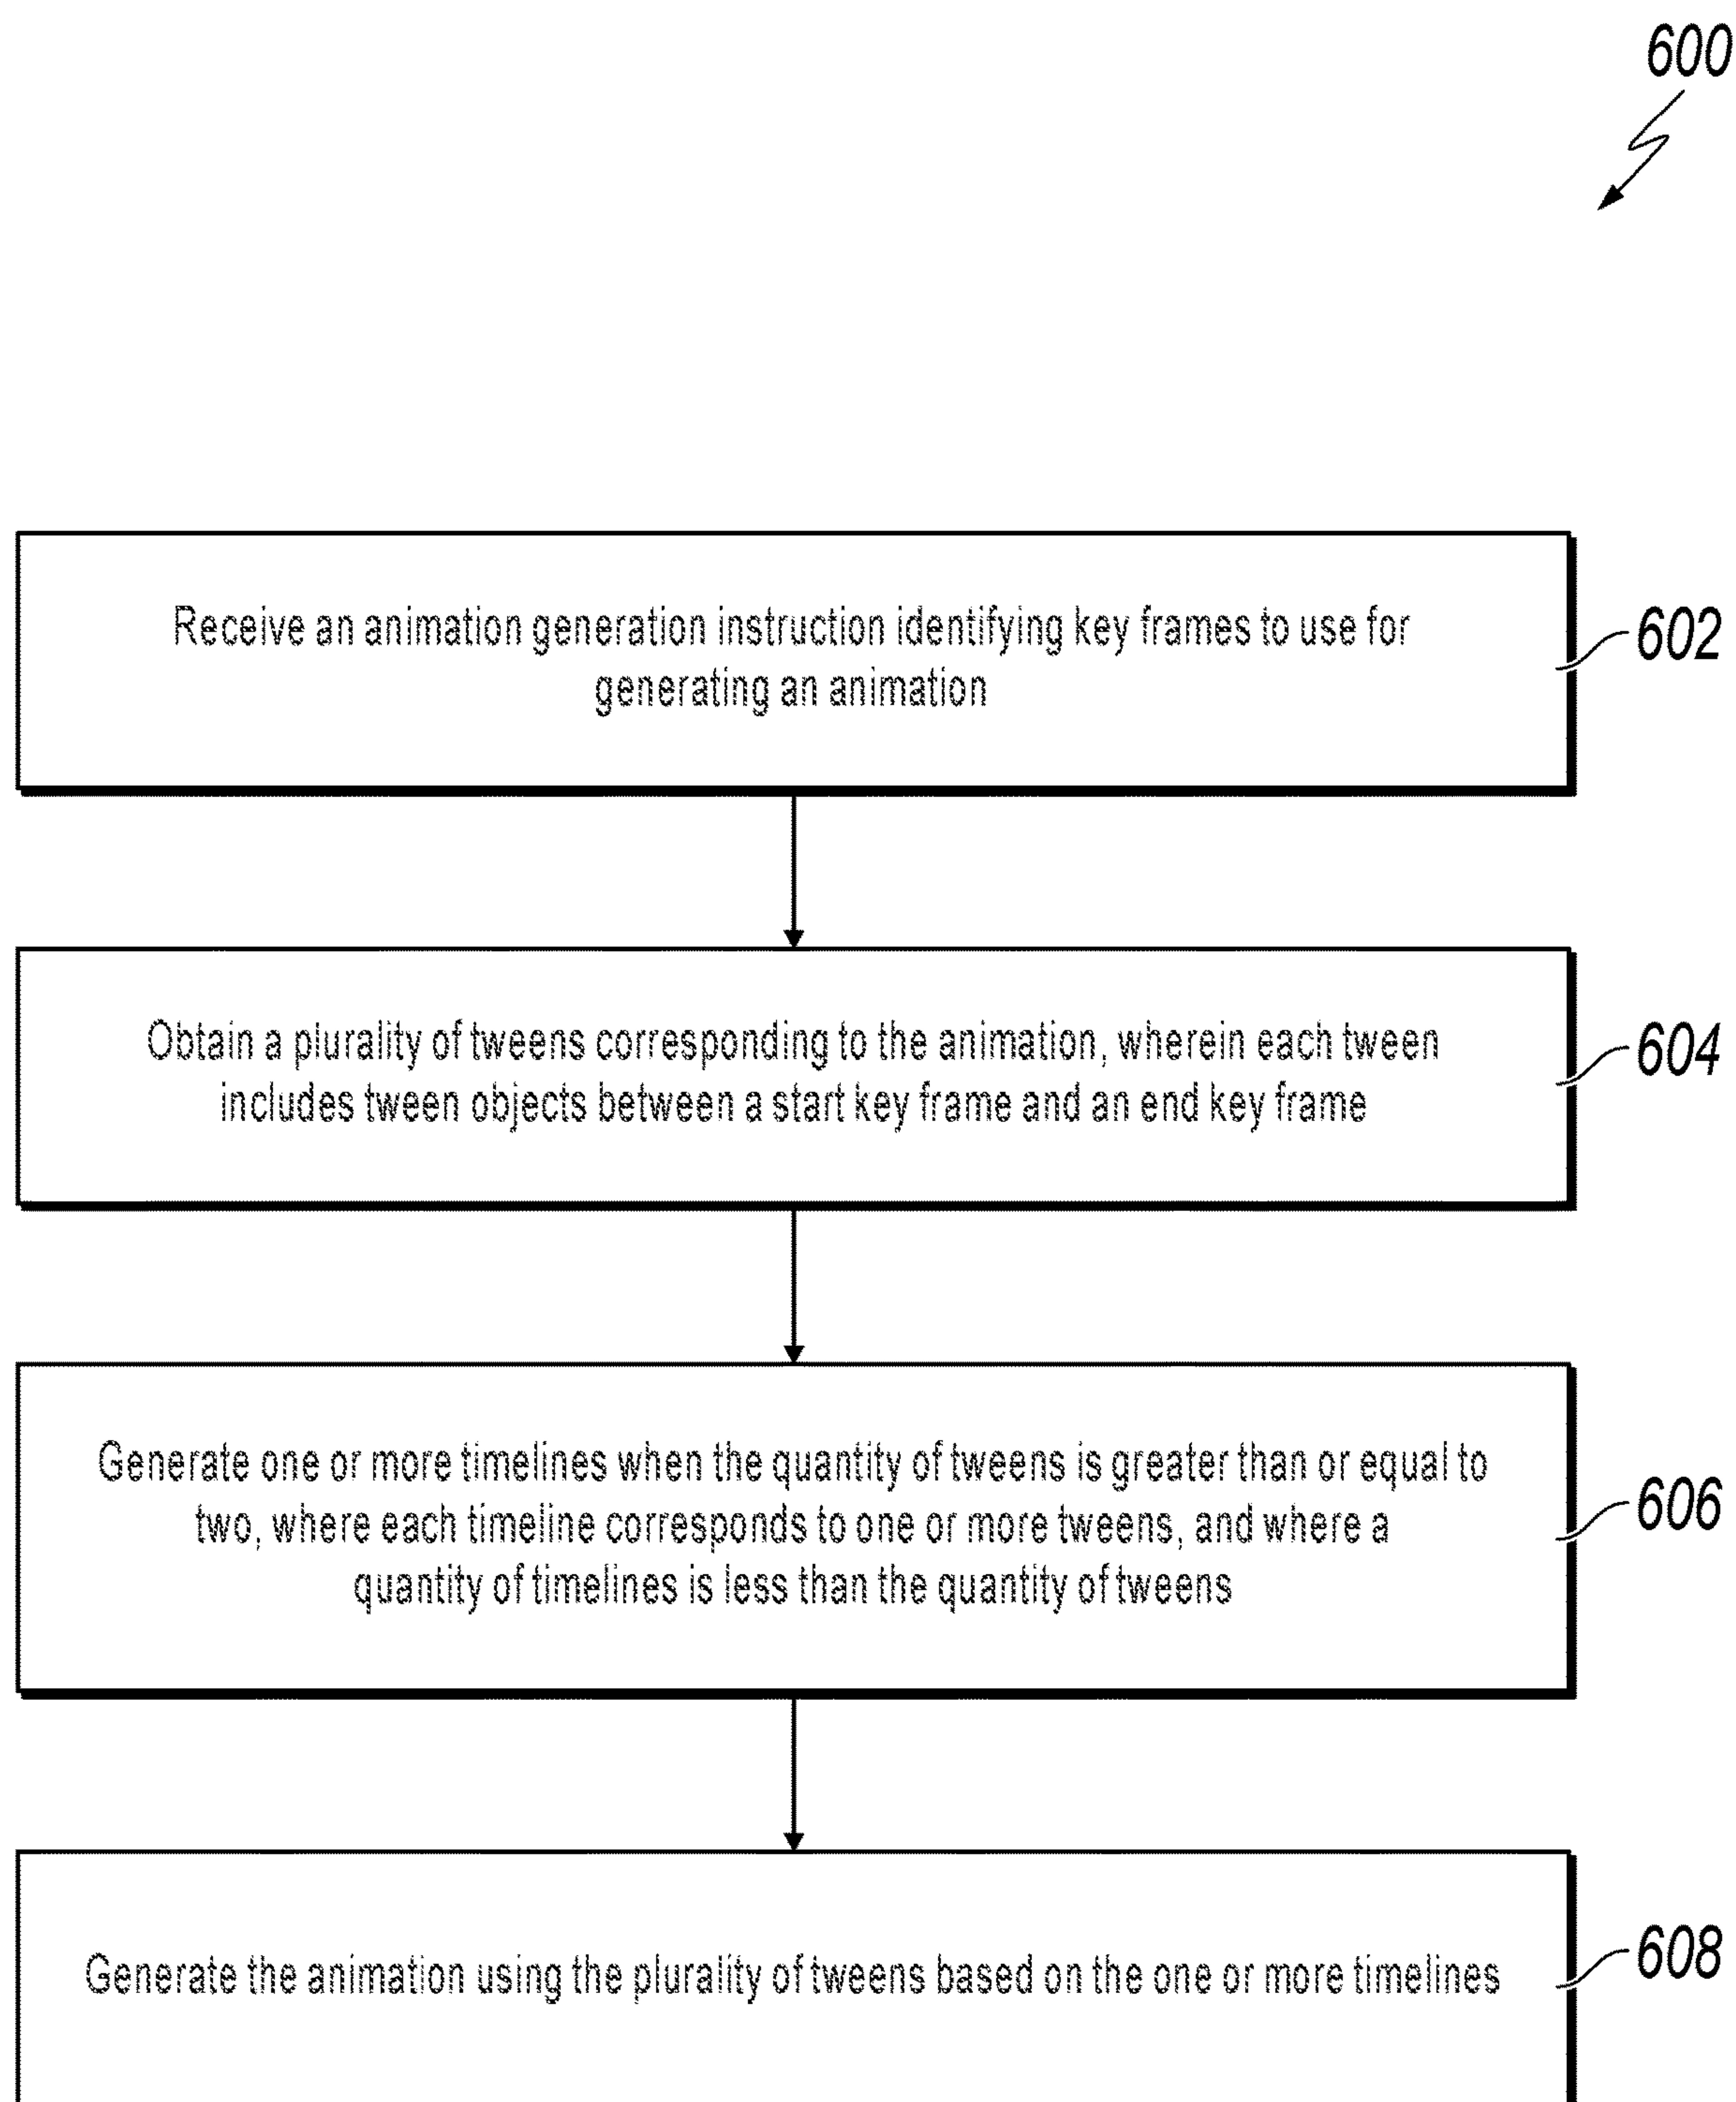 600
Receive an animation generation instruction identifying key frames to use for
generating an animation
602
Obtain a plurality of tweens corresponding to the animation, wherein each tween
includes tween objects between a start key frame and an end key frame
604
Generate one or more timelines when the quantity of tweens is greater than or equal to
two, where each timeline corresponds to one or more tweens, and where a
quantity of timelines is less than the quantity of tweens
606
Generate the animation using the plurality of tweens based on the one or more timelines
608